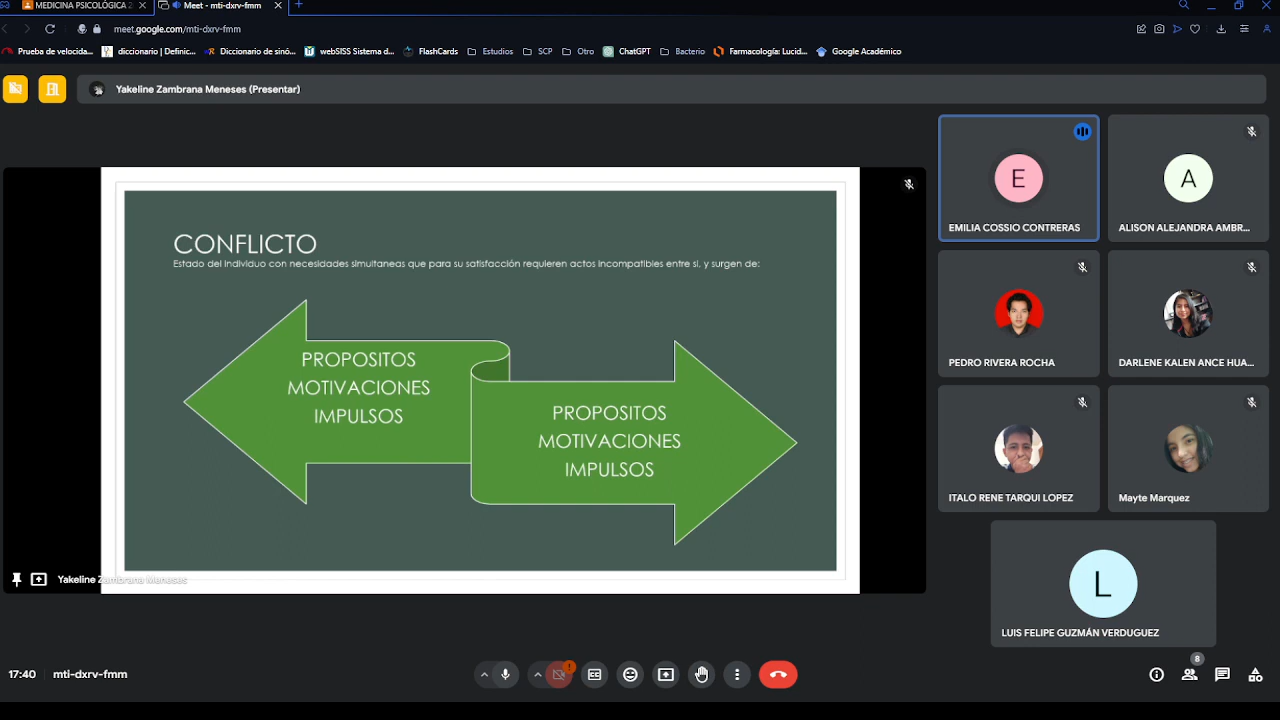 MEDICINA PSICOLÓGICA 2
Meet - mti-dxrv-fmm
meet.google.com/mti-dxrv-fmm
Prueba de velocida...
diccionario | Definic...
Diccionario de sinó...
webSISS Sistema d...
FlashCards
Estudios
SCP
Otro
ChatGPT
Bacterio
Farmacología: Lucid...
Google Académico
Yakeline Zambrana Meneses (Presentar)
CONFLICTO
Estado del individuo con necesidades simultaneas que para su satisfacción requieren actos incompatibles entre si, y surgen de:
PROPOSITOS
MOTIVACIONES
IMPULSOS
PROPOSITOS
MOTIVACIONES
IMPULSOS
Yakeline Zambrana Meneses
E
EMILIA COSSIO CONTRERAS
A
ALISON ALEJANDRA AMBR...
PEDRO RIVERA ROCHA
DARLENE KALEN ANCE HUA...
ITALO RENE TARQUI LOPEZ
Mayte Marquez
L
LUIS FELIPE GUZMÁN VERDUGUEZ
17:40
mti-dxrv-fmm
8